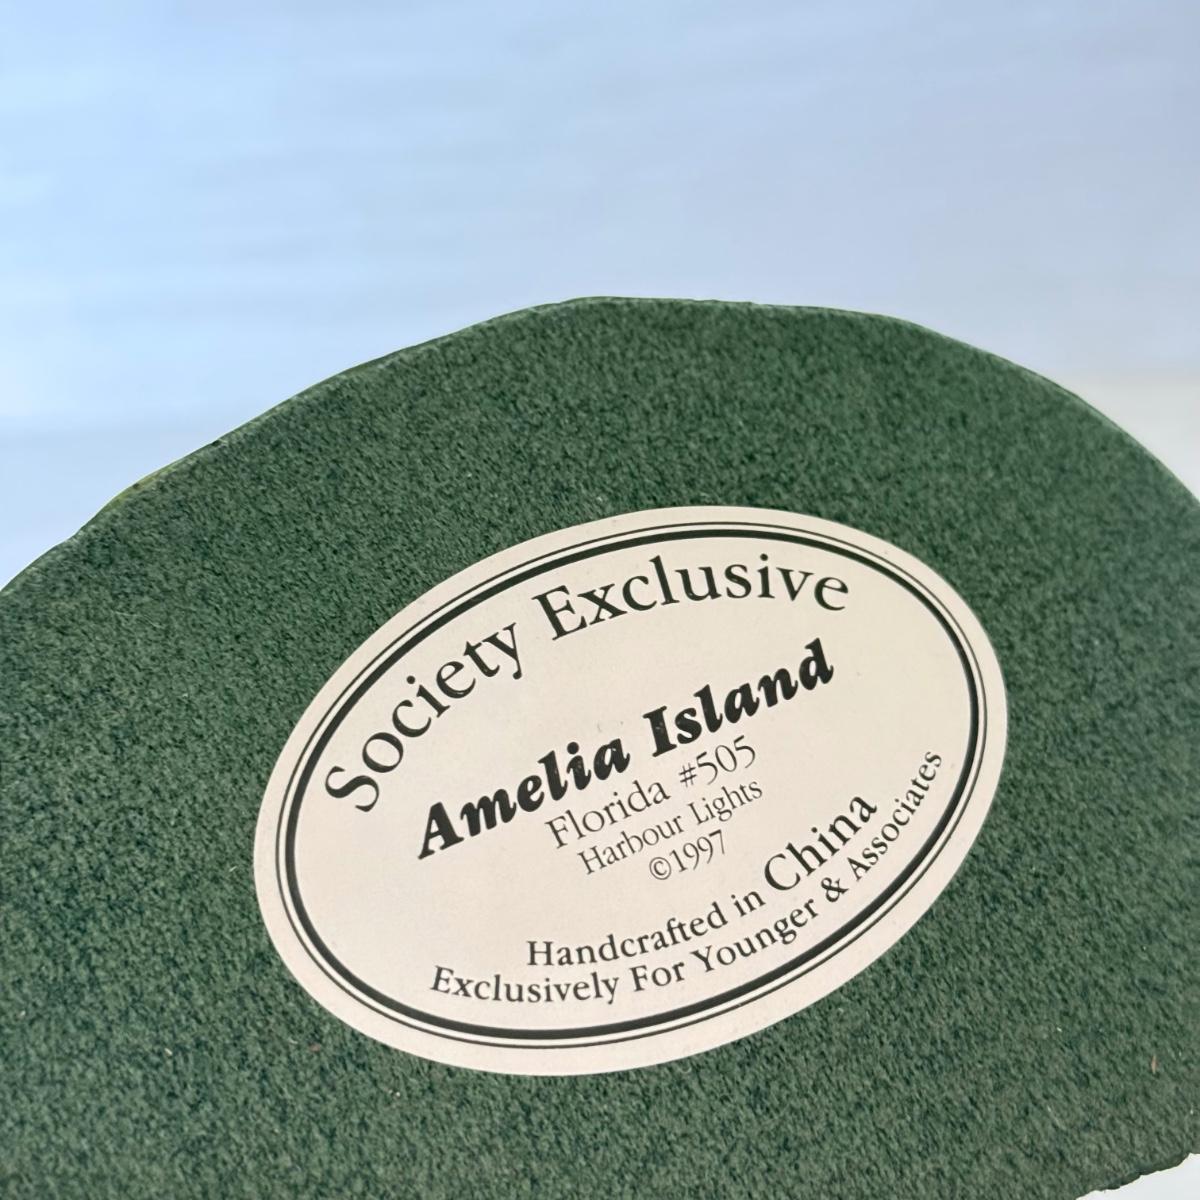 Society Exclusive
Amelia Island
Florida #505
Harbour Lights
©1997
Handcrafted in China
Exclusively For Younger & Associates